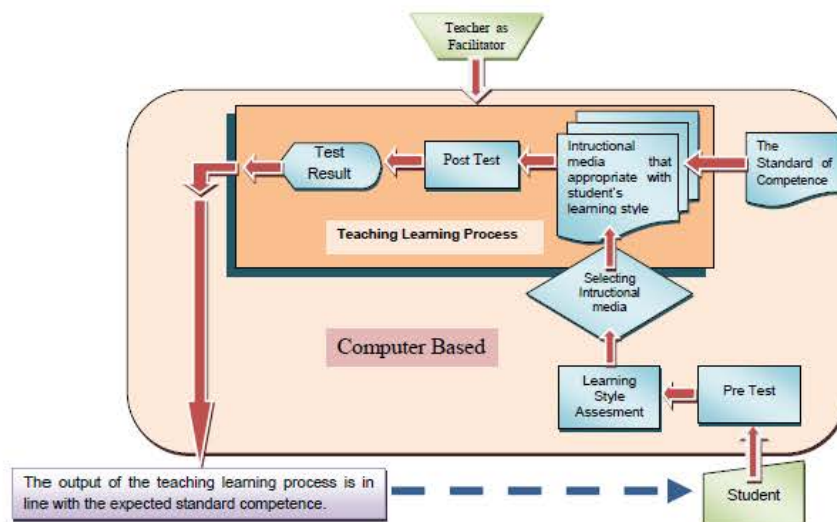 Teacher as
Facilitator
Test
Result
Post Test
Intructional
media that
appropriate with
student's
learning style
The
Standard of
Competence
Teaching Learning Process
Selecting
Intructional
media
Computer Based
Learning
Style
Assesment
Pre Test
The output of the teaching learning process is in
line with the expected standard competence.
Student